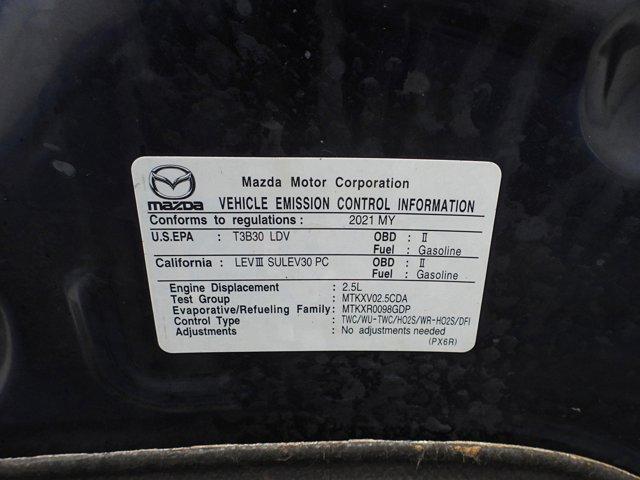 Mazda Motor Corporation
mazda VEHICLE EMISSION CONTROL INFORMATION
Conforms to regulations : 2021 MY
U.S.EPA : T3B30 LDV OBD : II
Fuel : Gasoline
California : LEVIII SULEV30 PC OBD : II
Fuel : Gasoline
Engine Displacement : 2.5L
Test Group : MTKXV02.5CDA
Evaporative/Refueling Family: MTKXR0098GDP
Control Type : TWC/WU-TWC/HO2S/WR-HO2S/DFI
Adjustments : No adjustments needed
(PX6R)